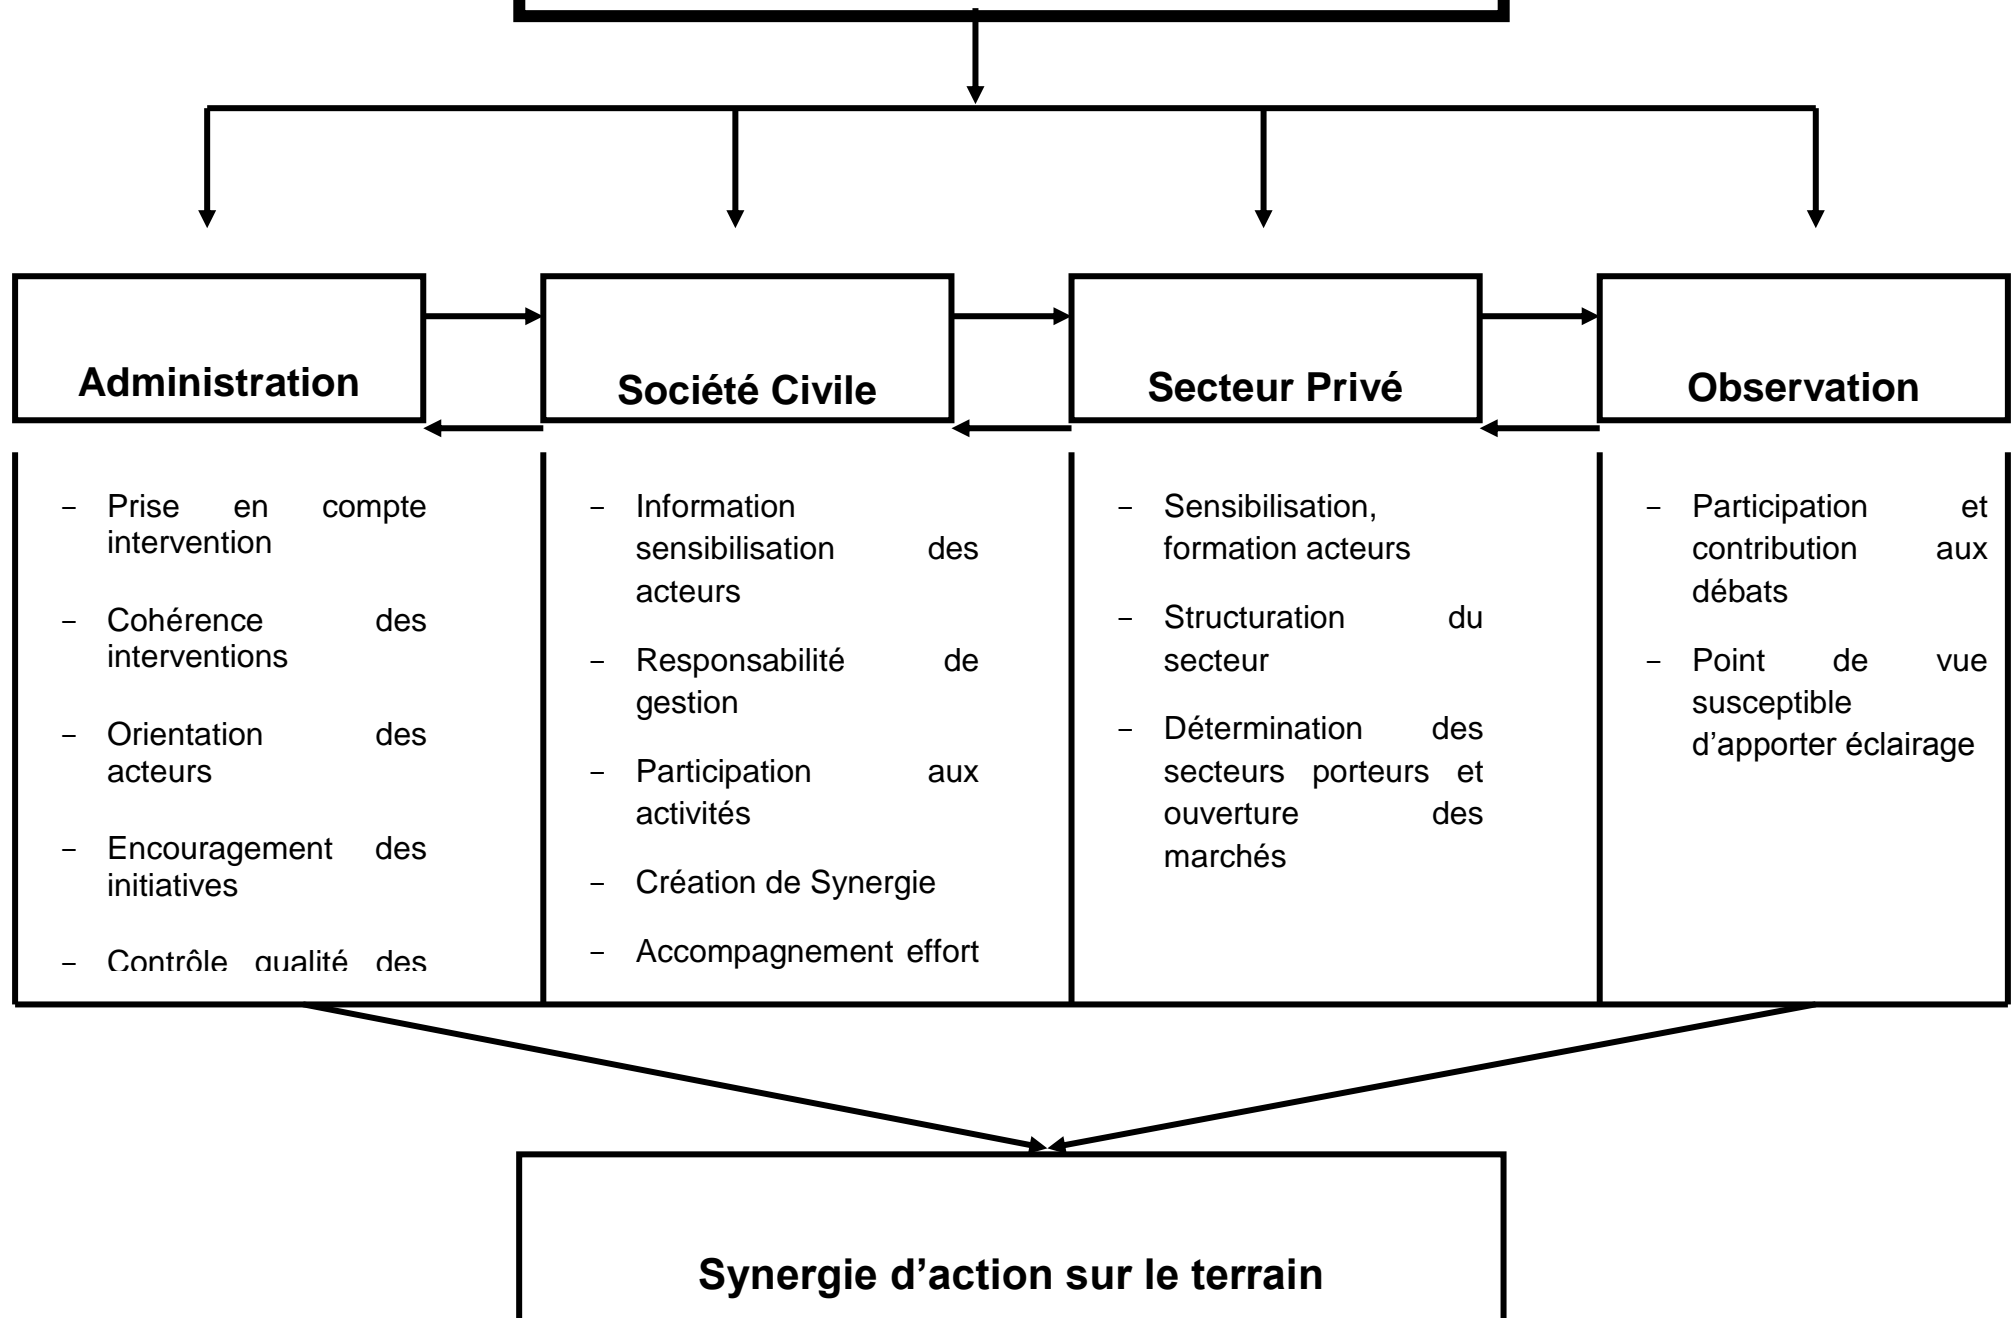 Administration
Société Civile
Secteur Privé
Observation
– Prise en compte
intervention
– Cohérence des
interventions
– Orientation des
acteurs
– Encouragement des
initiatives
– Contrôle qualité des
– Information
sensibilisation des
acteurs
– Responsabilité de
gestion
– Participation aux
activités
– Création de Synergie
– Accompagnement effort
– Sensibilisation,
formation acteurs
– Structuration du
secteur
– Détermination des
secteurs porteurs et
ouverture des
marchés
– Participation et
contribution aux
débats
– Point de vue
susceptible
d’apporter éclairage
Synergie d’action sur le terrain